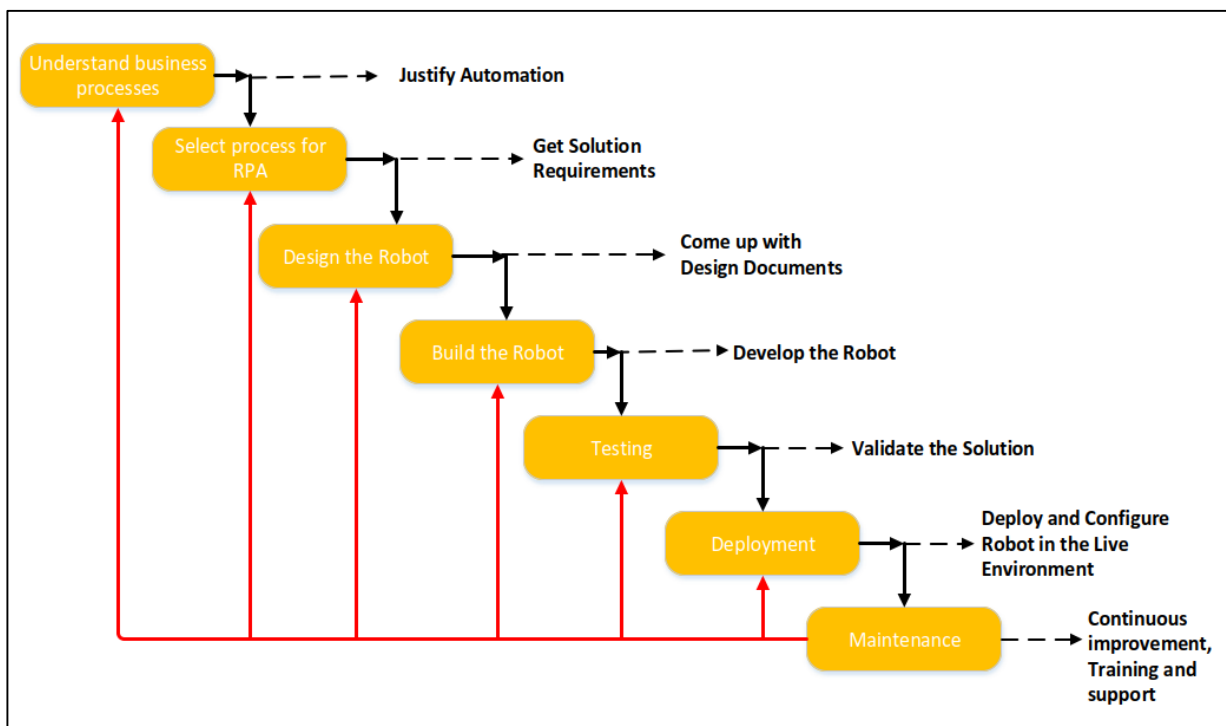 Understand business
processes
Justify Automation
Select process for
RPA
Get Solution
Requirements
Design the Robot
Come up with
Design Documents
Build the Robot
Develop the Robot
Testing
Validate the Solution
Deployment
Deploy and Configure
Robot in the Live
Environment
Maintenance
Continuous
improvement,
Training and
support